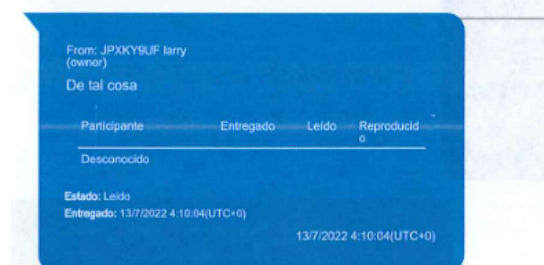 From: JPXKY9UF larry
(owner)
De tal cosa
Participante Entregado Leído Reproducid
o
Desconocido
Estado: Leído
Entregado: 13/7/2022 4:10:04(UTC+0)
13/7/2022 4:10:04(UTC+0)